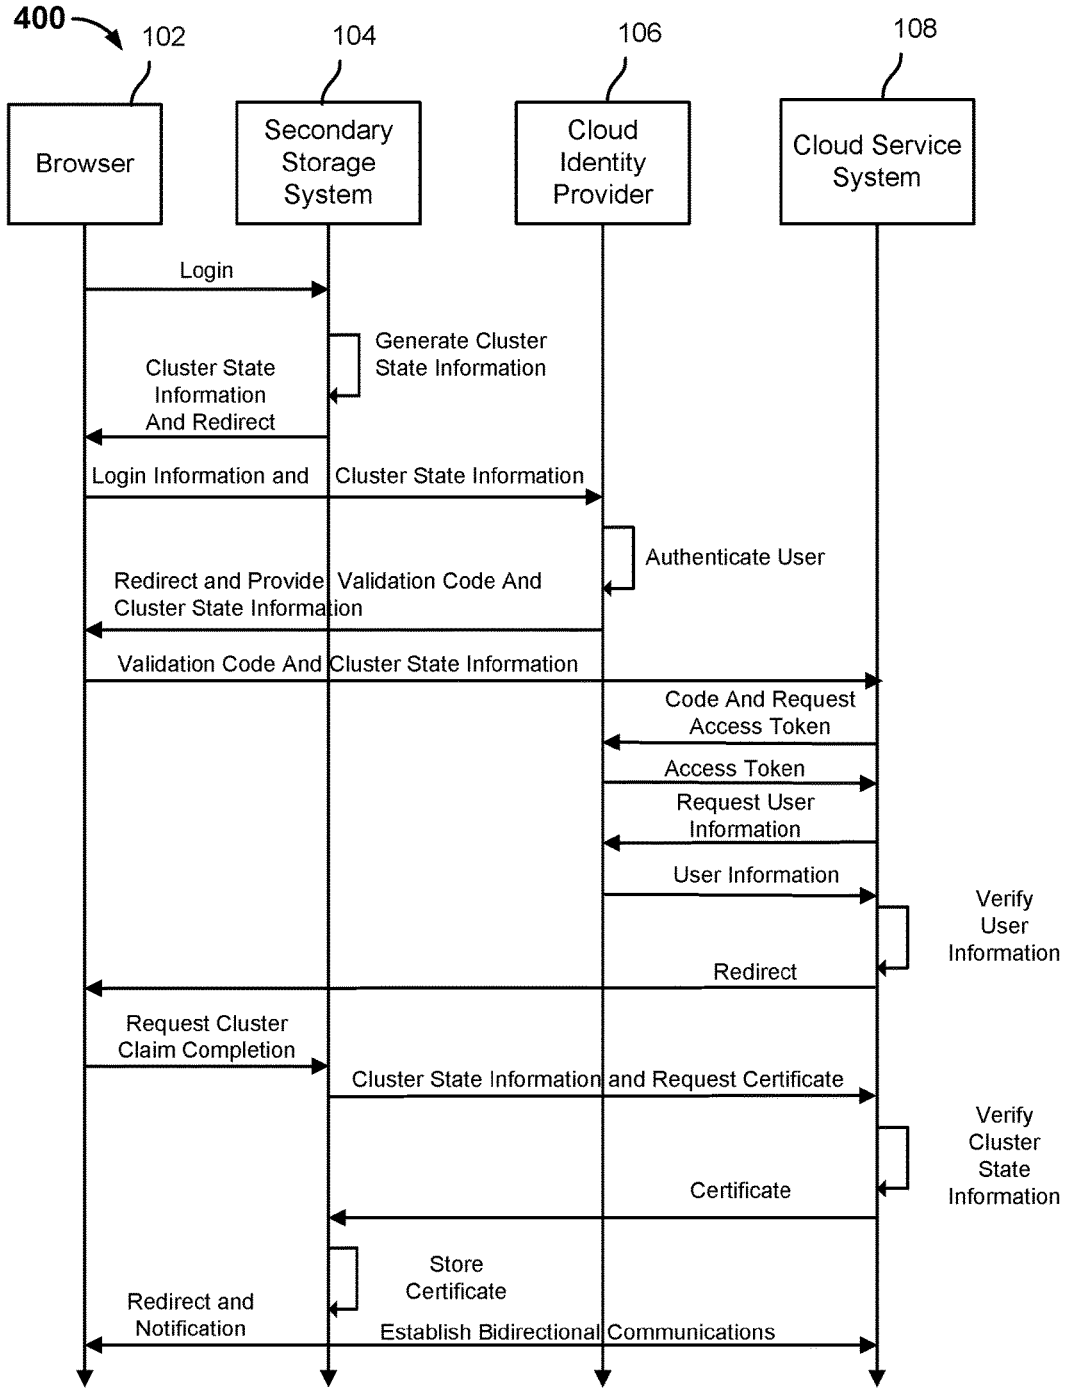 400
102
104
106
108
Browser
Secondary
Storage
System
Cloud
Identity
Provider
Cloud Service
System
Login
Generate Cluster
State Information
Cluster State
Information
And Redirect
Login Information and Cluster State Information
Authenticate User
Redirect and Provide Validation Code And
Cluster State Information
Validation Code And Cluster State Information
Code And Request
Access Token
Access Token
Request User
Information
User Information
Verify
User
Information
Redirect
Request Cluster
Claim Completion
Cluster State Information and Request Certificate
Verify
Cluster
State
Information
Certificate
Store
Certificate
Redirect and
Notification
Establish Bidirectional Communications